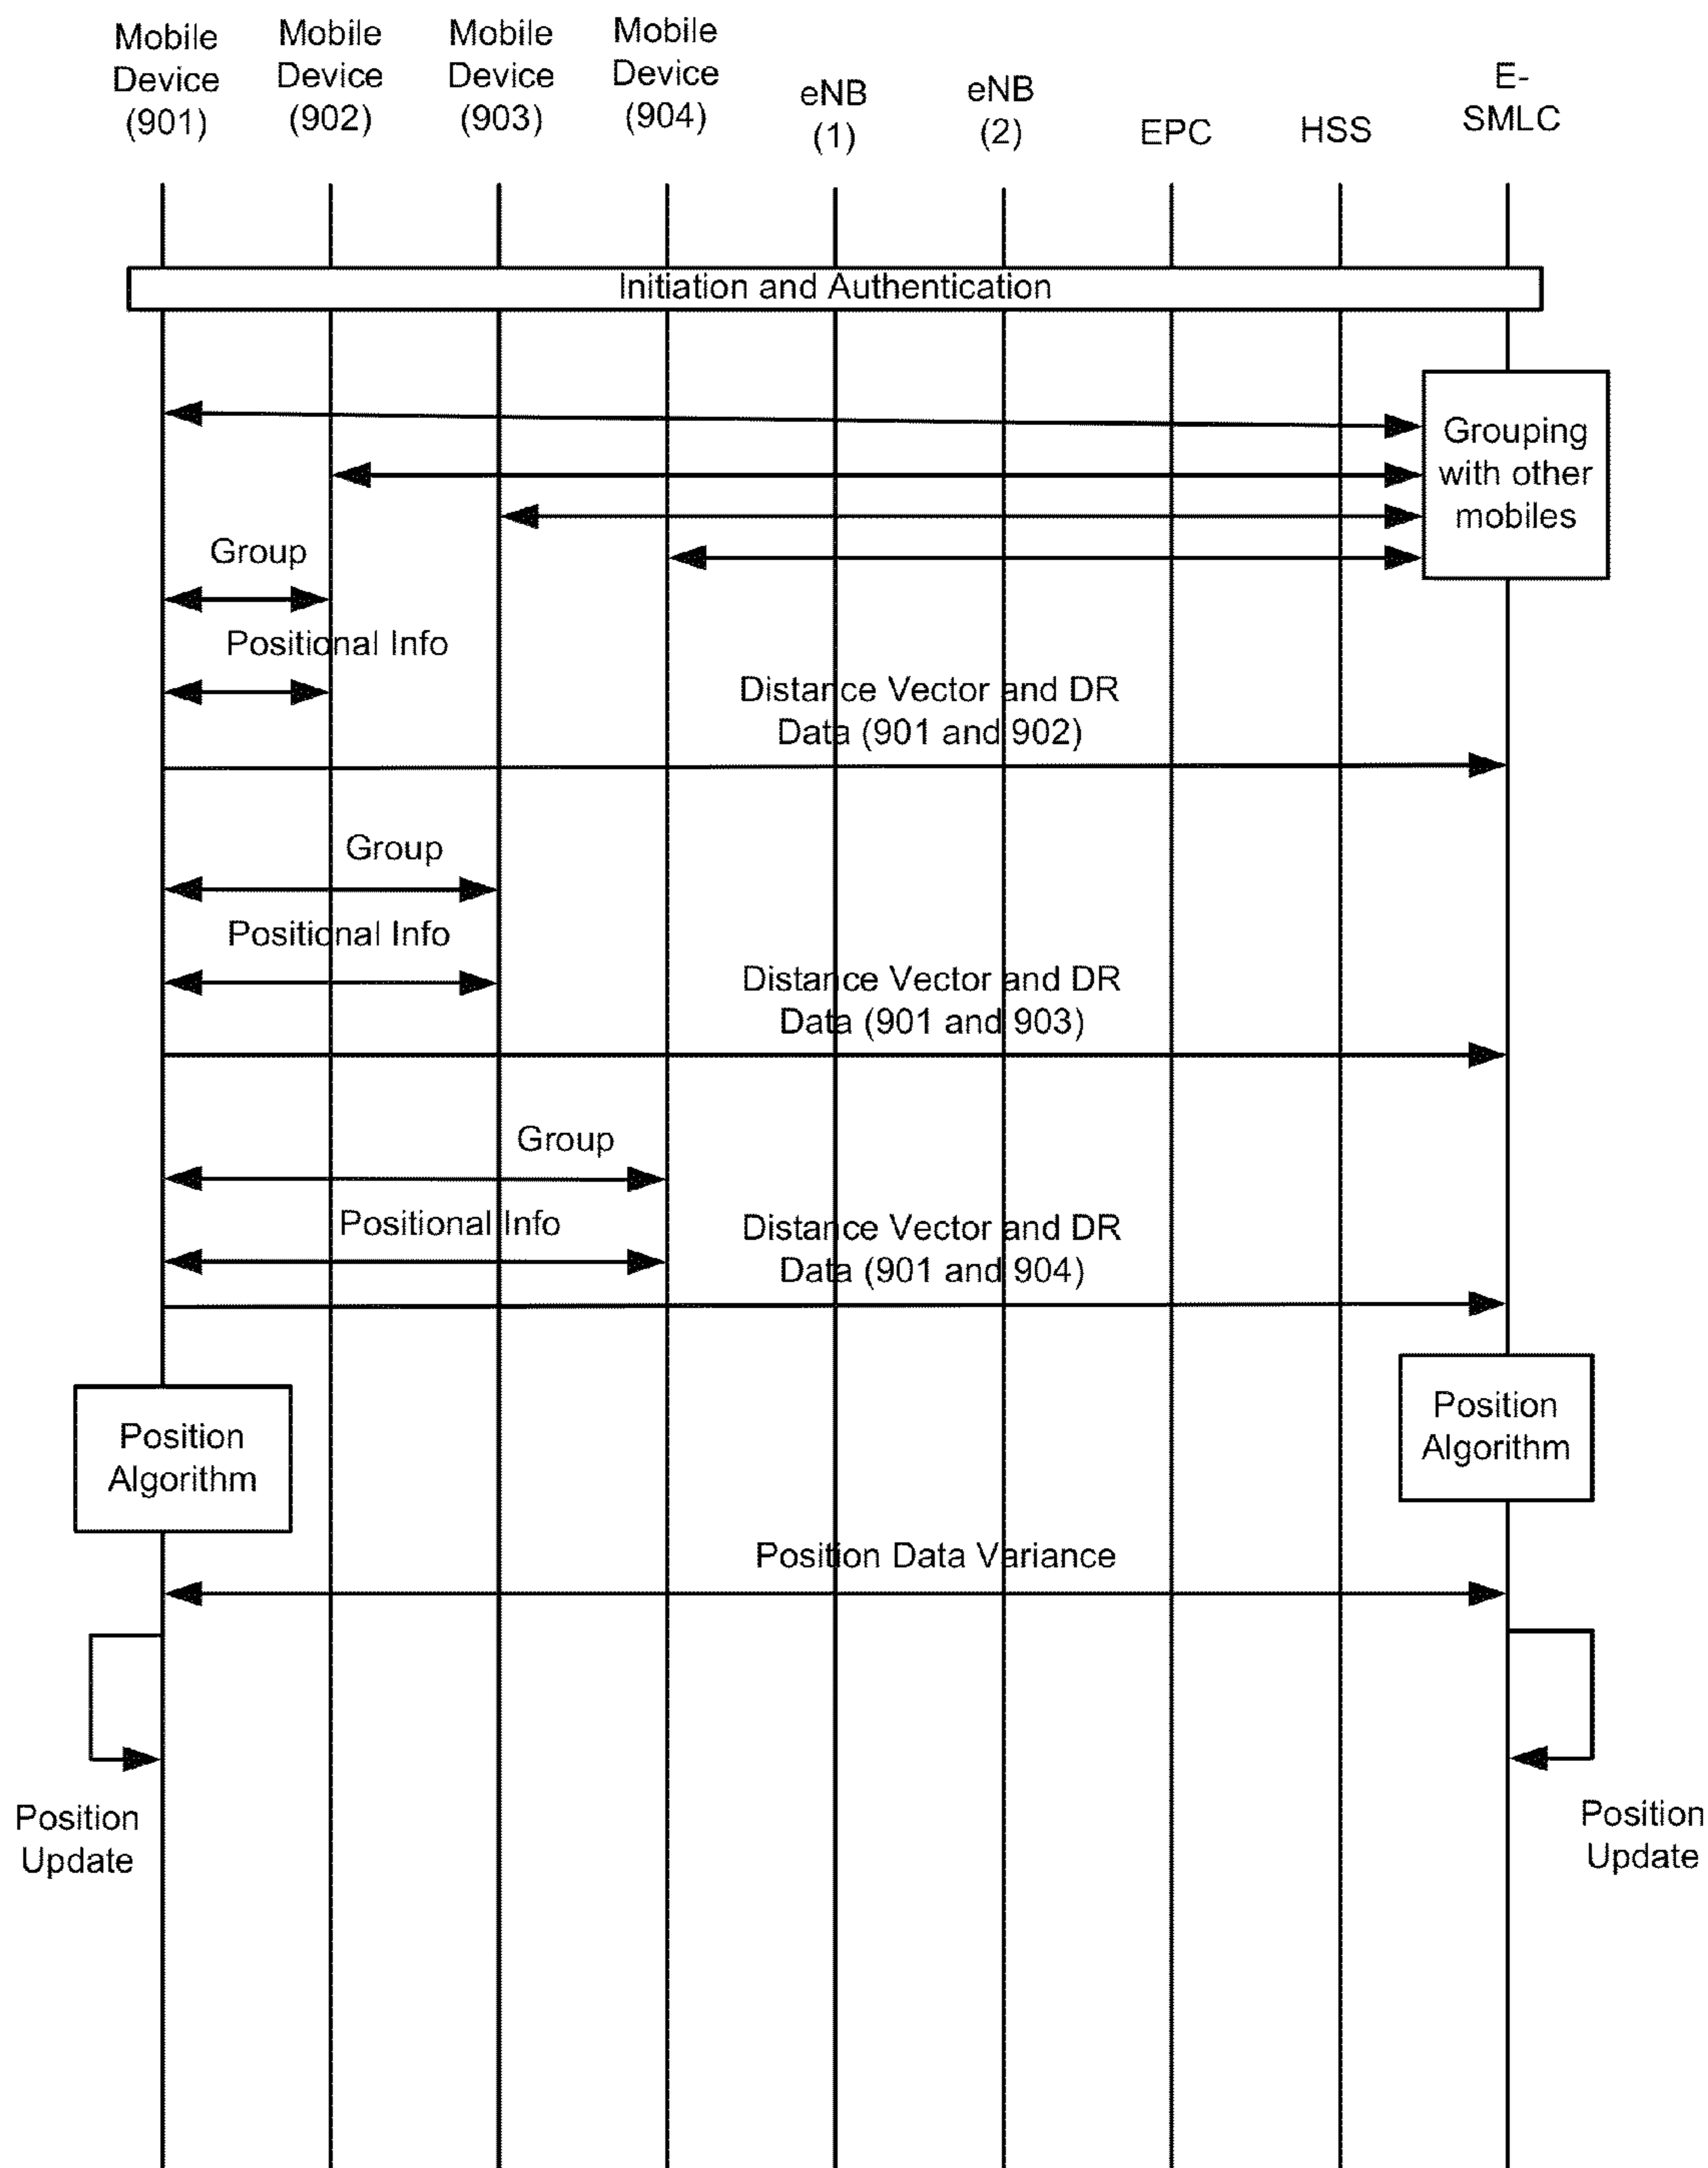 Mobile
Device
(901)
Mobile
Device
(902)
Mobile
Device
(903)
Mobile
Device
(904)
eNB
(1)
eNB
(2)
EPC
HSS
E-
SMLC
Initiation and Authentication
Grouping
with other
mobiles
Group
Positional Info
Distance Vector and DR
Data (901 and 902)
Group
Positional Info
Distance Vector and DR
Data (901 and 903)
Group
Positional Info
Distance Vector and DR
Data (901 and 904)
Position
Algorithm
Position
Algorithm
Position Data Variance
Position
Update
Position
Update